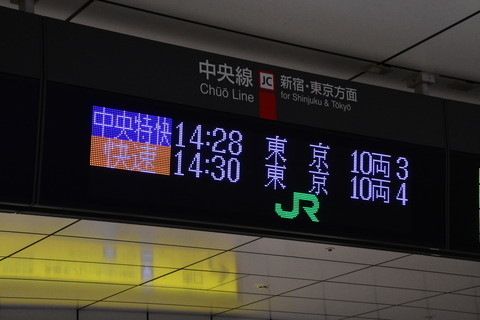 中央線 JC 新宿・東京方面
Chūō Line for Shinjuku & Tōkyō
中央特快 14:28 東京 10両 3
快速 14:30 東京 10両 4
JR